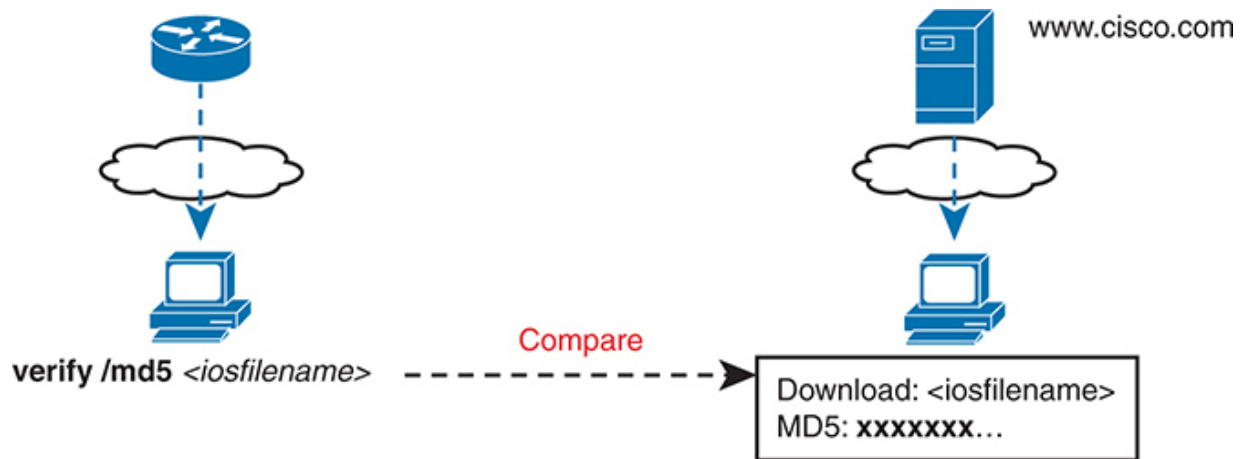 www.cisco.com
verify /md5 <iosfilename>
Compare
Download: <iosfilename>
MD5: xxxxxxx...